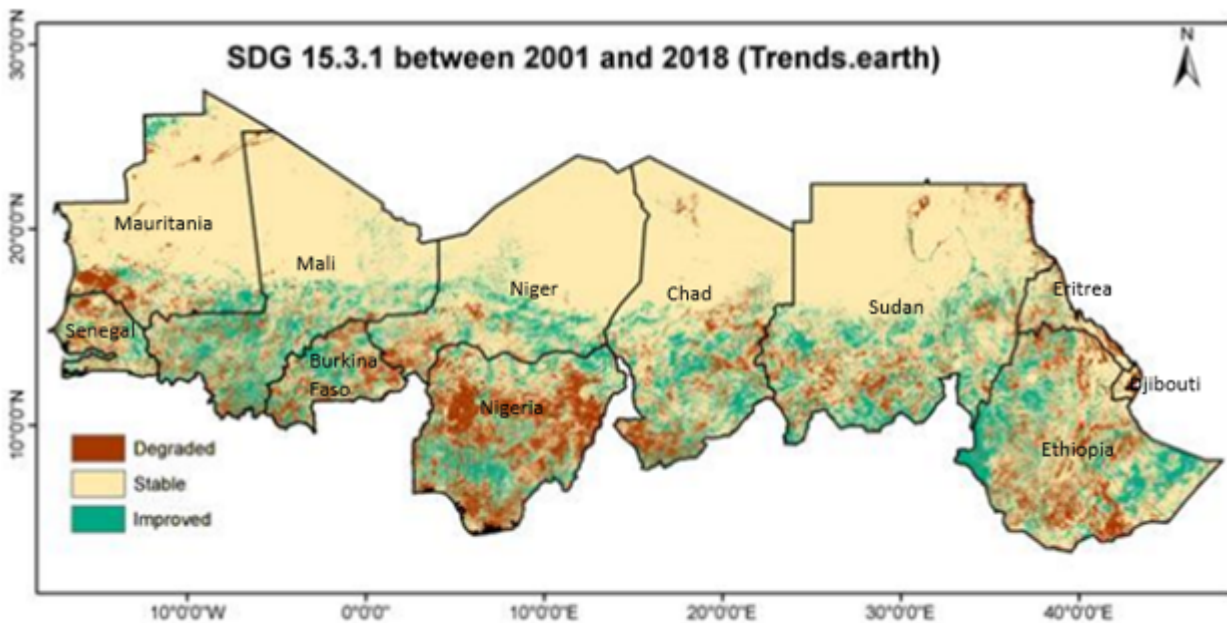 SDG 15.3.1 between 2001 and 2018 (Trends.earth)
N
30°0'0"N
20°0'0"N
10°0'0"N
Mauritania
Mali
Niger
Chad
Sudan
Eritrea
Senegal
Burkina
Faso
Nigeria
Djibouti
Ethiopia
Degraded
Stable
Improved
10°0'0"W
0°0'0"
10°0'0"E
20°0'0"E
30°0'0"E
40°0'0"E